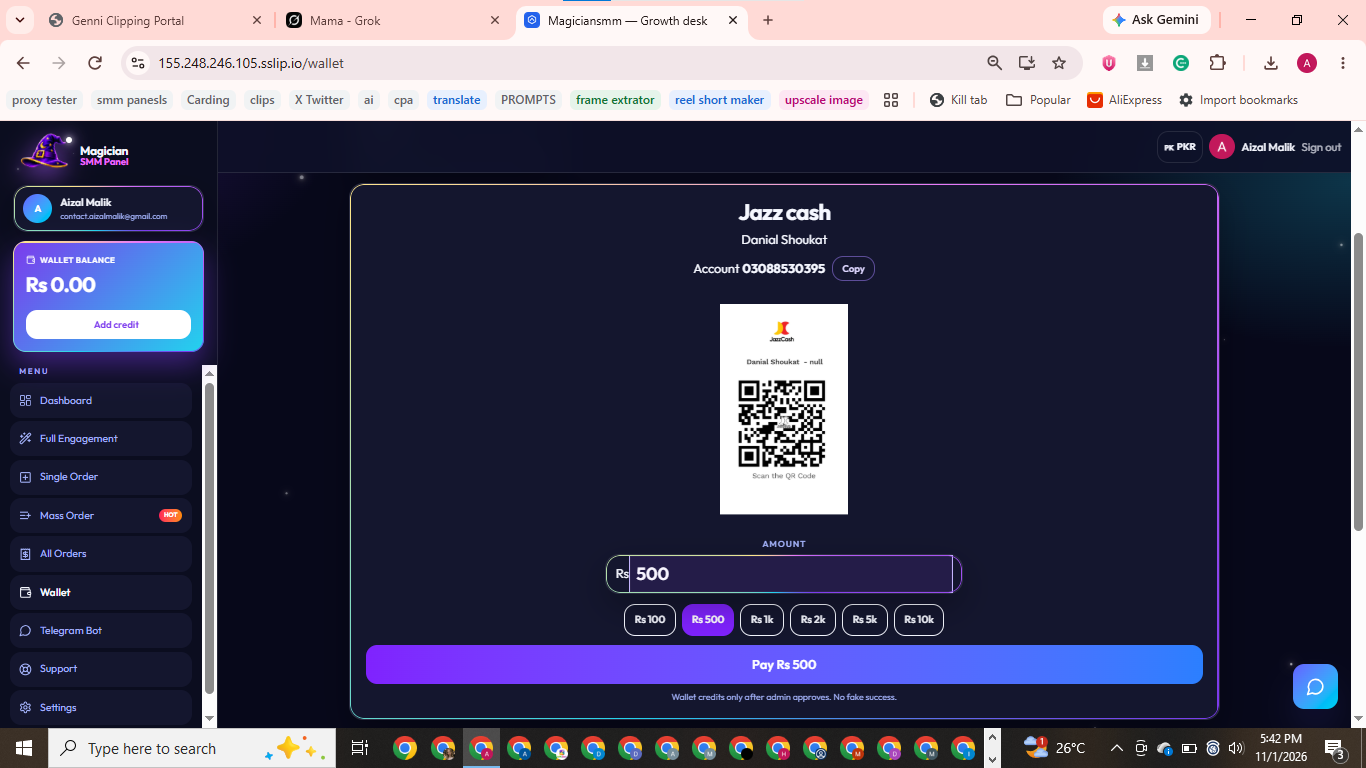 Genni Clipping Portal
Mama - Grok
Magiciansmm — Growth desk
Ask Gemini
155.248.246.105.sslip.io/wallet
A
proxy tester
smm panesls
Carding
clips
X Twitter
ai
cpa
translate
PROMPTS
frame extrator
reel short maker
upscale image
Kill tab
Popular
AliExpress
Import bookmarks
Magician
SMM Panel
PK PKR
A
Aizal Malik
Sign out
A
Aizal Malik
contact.aizalmalik@gmail.com
WALLET BALANCE
Rs 0.00
Add credit
MENU
Dashboard
Full Engagement
Single Order
Mass Order
HOT
All Orders
Wallet
Telegram Bot
Support
Settings
Jazz cash
Danial Shoukat
Account 03088530395
Copy
JazzCash
Danial Shoukat - null
Scan the QR Code
AMOUNT
Rs 500
Rs 100
Rs 500
Rs 1k
Rs 2k
Rs 5k
Rs 10k
Pay Rs 500
Wallet credits only after admin approves. No fake success.
Type here to search
1
26°C
5:42 PM
11/1/2026
3